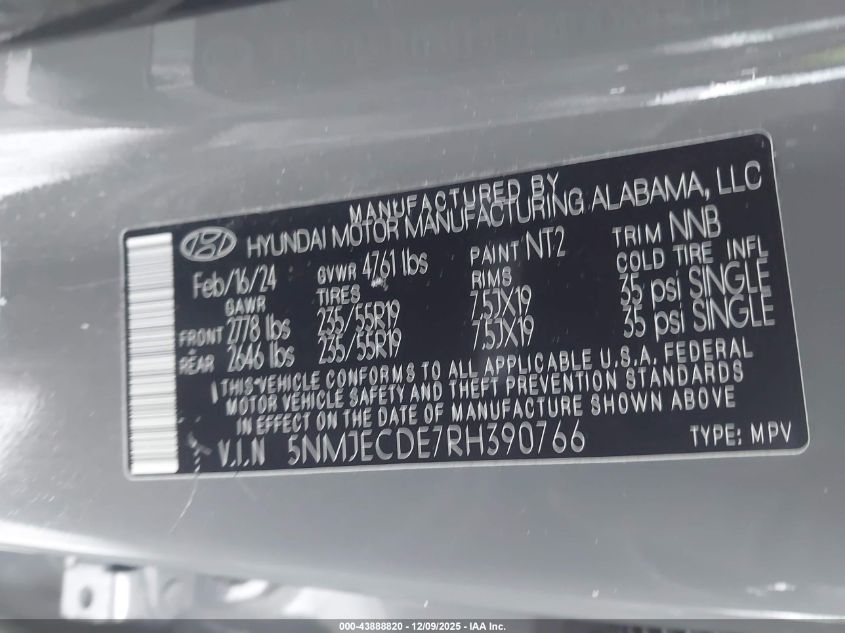 MANUFACTURED BY
HYUNDAI MOTOR MANUFACTURING ALABAMA, LLC
Feb/16/24 GVWR 4761 lbs PAINT NT2 TRIM NNB
GAWR TIRES RIMS COLD TIRE INFL
FRONT 2778 lbs 235/55R19 7.5JX19 35 psi SINGLE
REAR 2646 lbs 235/55R19 7.5JX19 35 psi SINGLE
THIS VEHICLE CONFORMS TO ALL APPLICABLE U.S.A. FEDERAL
MOTOR VEHICLE SAFETY AND THEFT PREVENTION STANDARDS
IN EFFECT ON THE DATE OF MANUFACTURE SHOWN ABOVE
V.I.N 5NMJECDE7RH390766 TYPE: MPV
000-43888820 - 12/09/2025 - IAA Inc.